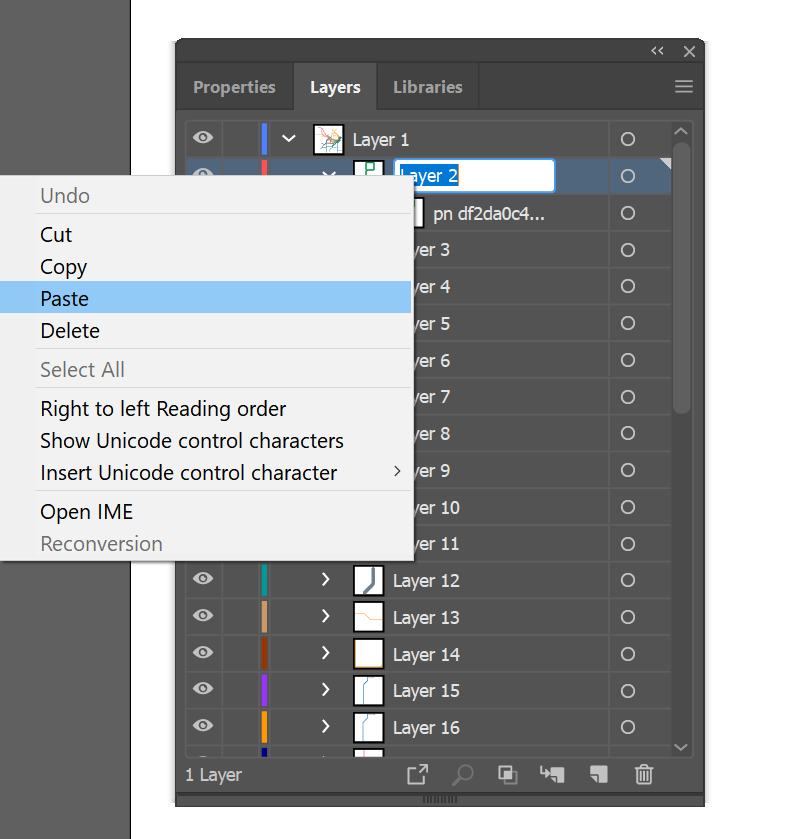 Properties
Layers
Libraries
Layer 1
Layer 2
pn df2da0c4...
yer 3
yer 4
yer 5
yer 6
yer 7
yer 8
yer 9
yer 10
yer 11
Layer 12
Layer 13
Layer 14
Layer 15
Layer 16
1 Layer
Undo
Cut
Copy
Paste
Delete
Select All
Right to left Reading order
Show Unicode control characters
Insert Unicode control character
Open IME
Reconversion